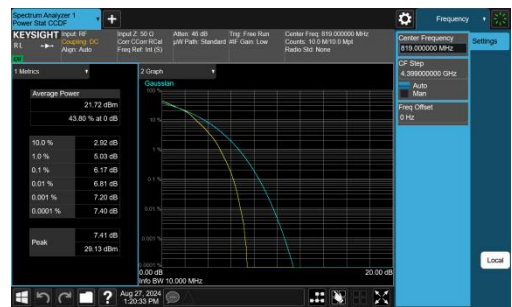 Spectrum Analyzer 1
Power Stat CCDF
+
Frequency
KEYSIGHT
RL
Input: RF
Coupling: DC
Align: Auto
Input Z: 50 Ω
Corr CCorr RCal
Freq Ref: Int (S)
Atten: 46 dB
µW Path: Standard
Trig: Free Run
#IF Gain: Low
Center Freq: 819.000000 MHz
Counts: 10.0 M/10.0 Mpt
Radio Std: None
Center Frequency
819.000000 MHz
Settings
CF Step
4.399000000 GHz
Auto
Man
Freq Offset
0 Hz
1 Metrics
Average Power
21.72 dBm
43.80 % at 0 dB
10.0 % 2.92 dB
1.0 % 5.03 dB
0.1 % 6.17 dB
0.01 % 6.81 dB
0.001 % 7.20 dB
0.0001 % 7.40 dB
Peak
7.41 dB
29.13 dBm
2 Graph
Gaussian
100 %
10 %
1 %
0.1 %
0.01 %
0.001 %
0.0001 %
0.00 dB
20.00 dB
Info BW 10.000 MHz
Local
?
Aug 27, 2024
1:20:33 PM